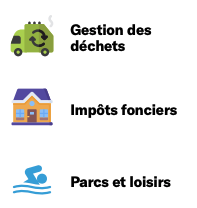 Gestion des
déchets
Impôts fonciers
Parcs et loisirs